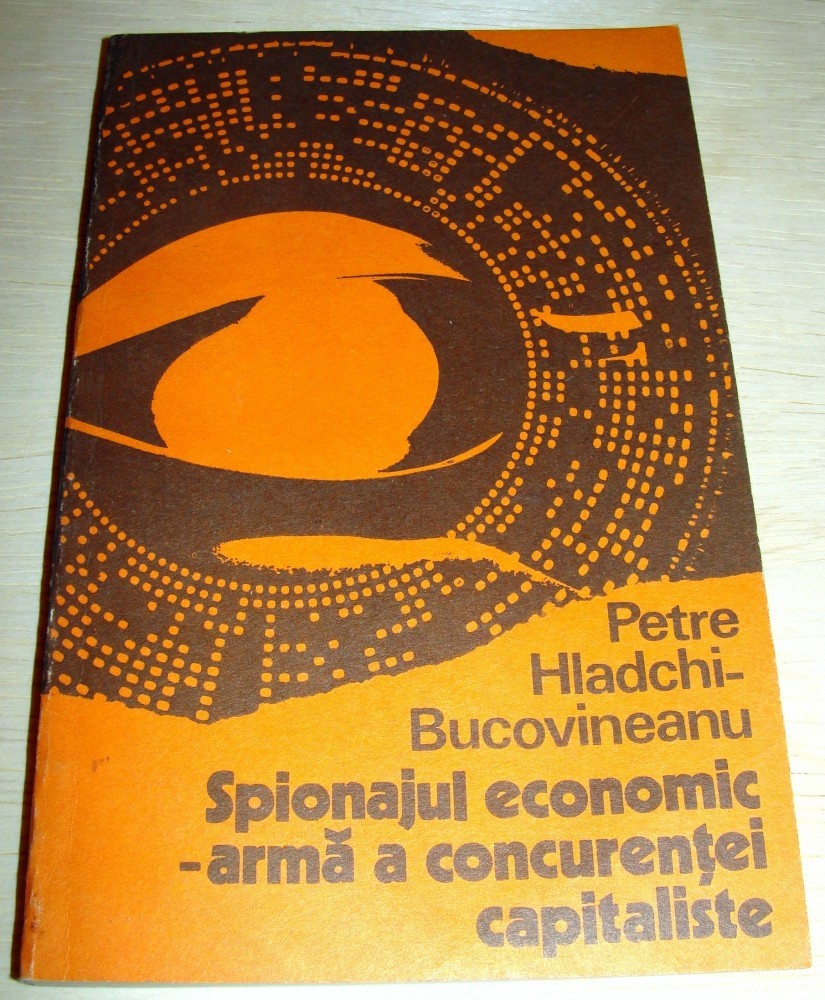 Petre
Hladchi-
Bucovineanu
Spionajul economic
-armă a concurenței
capitaliste